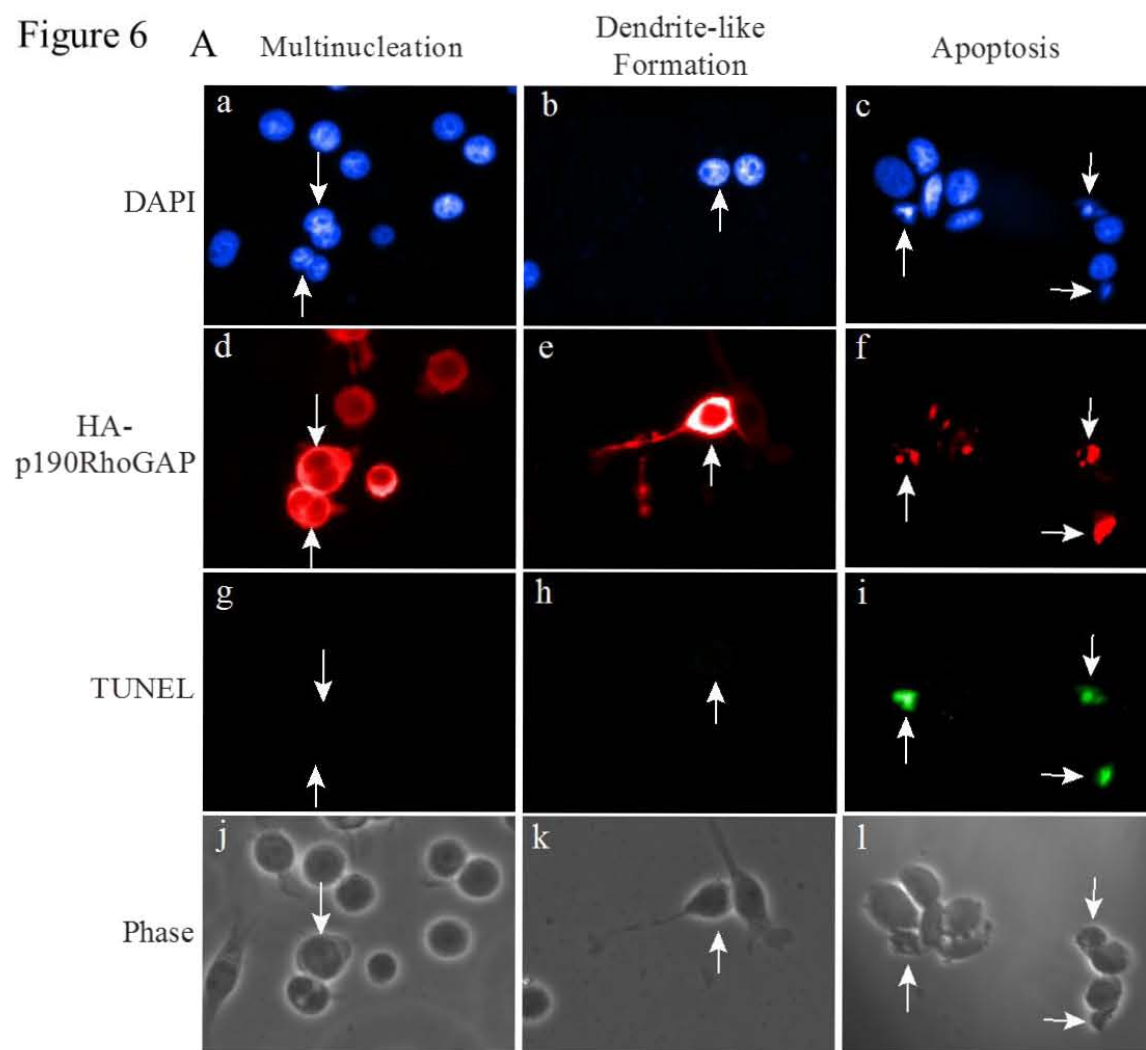 Figure 6
A
Multinucleation
Dendrite-like
Formation
Apoptosis
DAPI
a
b
c
HA-
p190RhoGAP
d
e
f
TUNEL
g
h
i
Phase
j
k
l